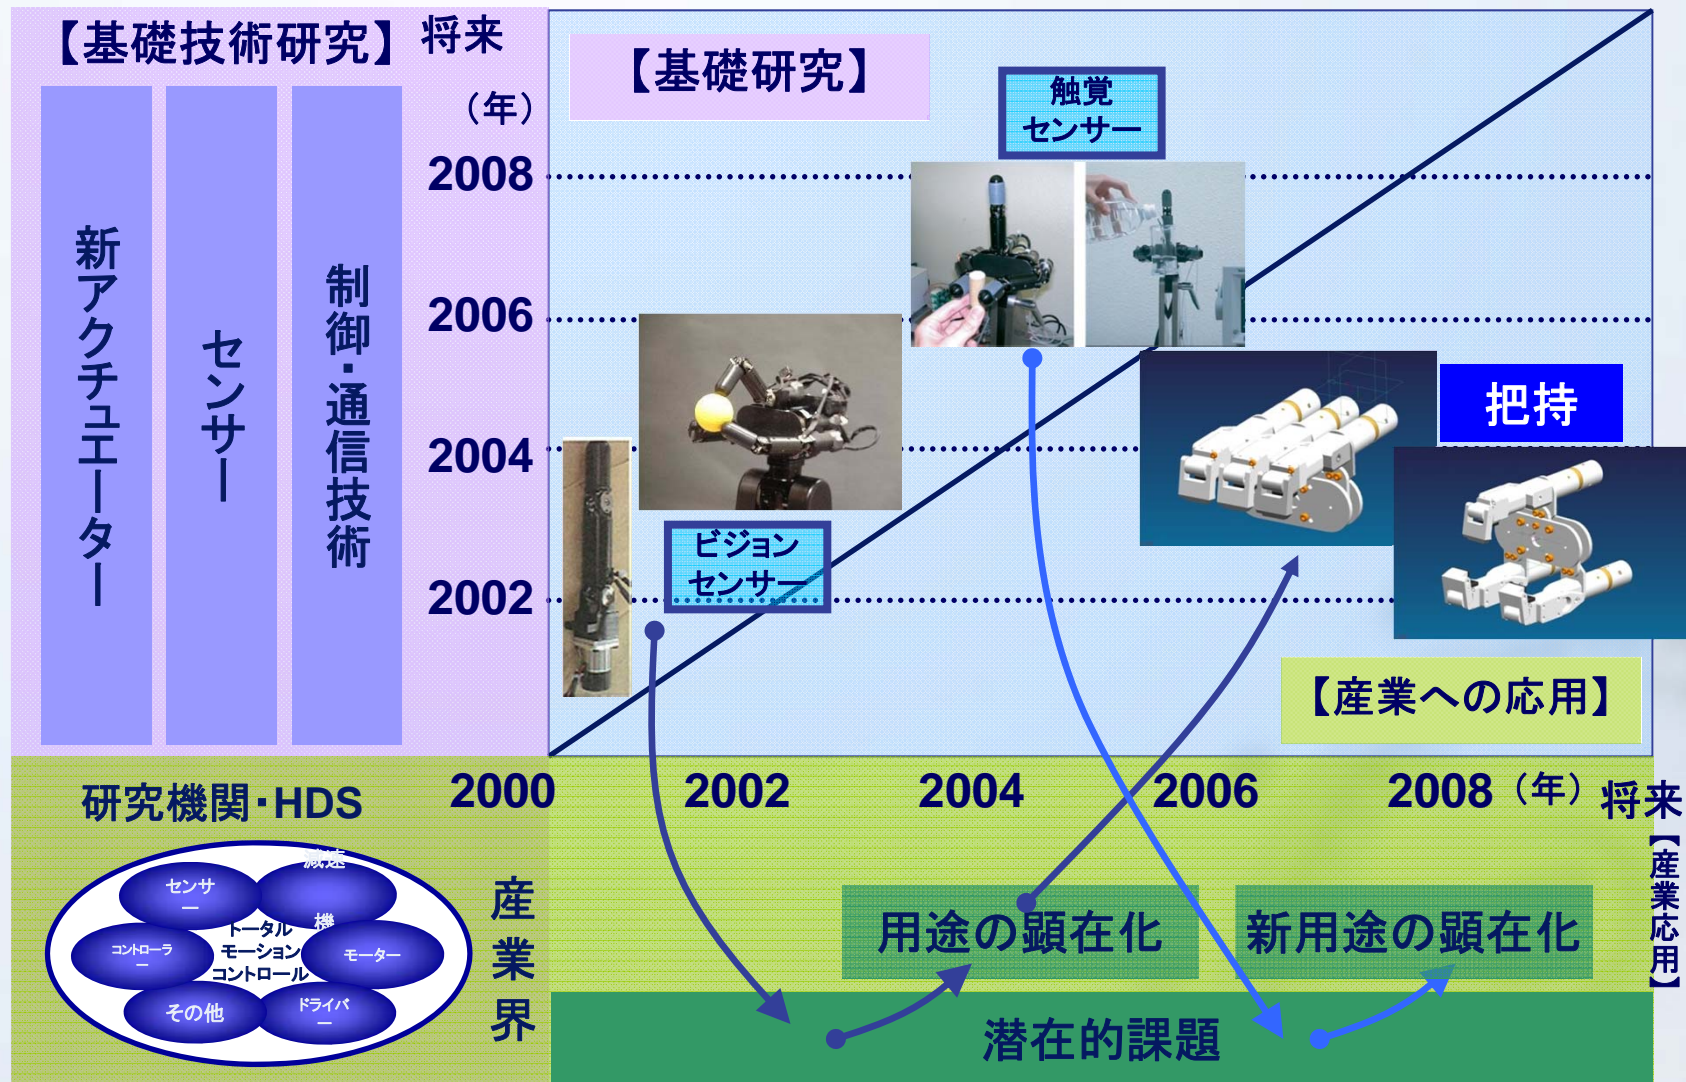 【基礎技術研究】
将来
（年）
2008
2006
2004
2002
新アクチュエーター
センサー
制御・通信技術
【基礎研究】
触覚
センサー
ビジョン
センサー
把持
【産業への応用】
2000
2002
2004
2006
2008
（年）
将来
【産業応用】
研究機関・HDS
センサ
ー
減速
機
コントローラ
ー
トータル
モーション
コントロール
モーター
その他
ドライバ
ー
産業界
用途の顕在化
新用途の顕在化
潜在的課題